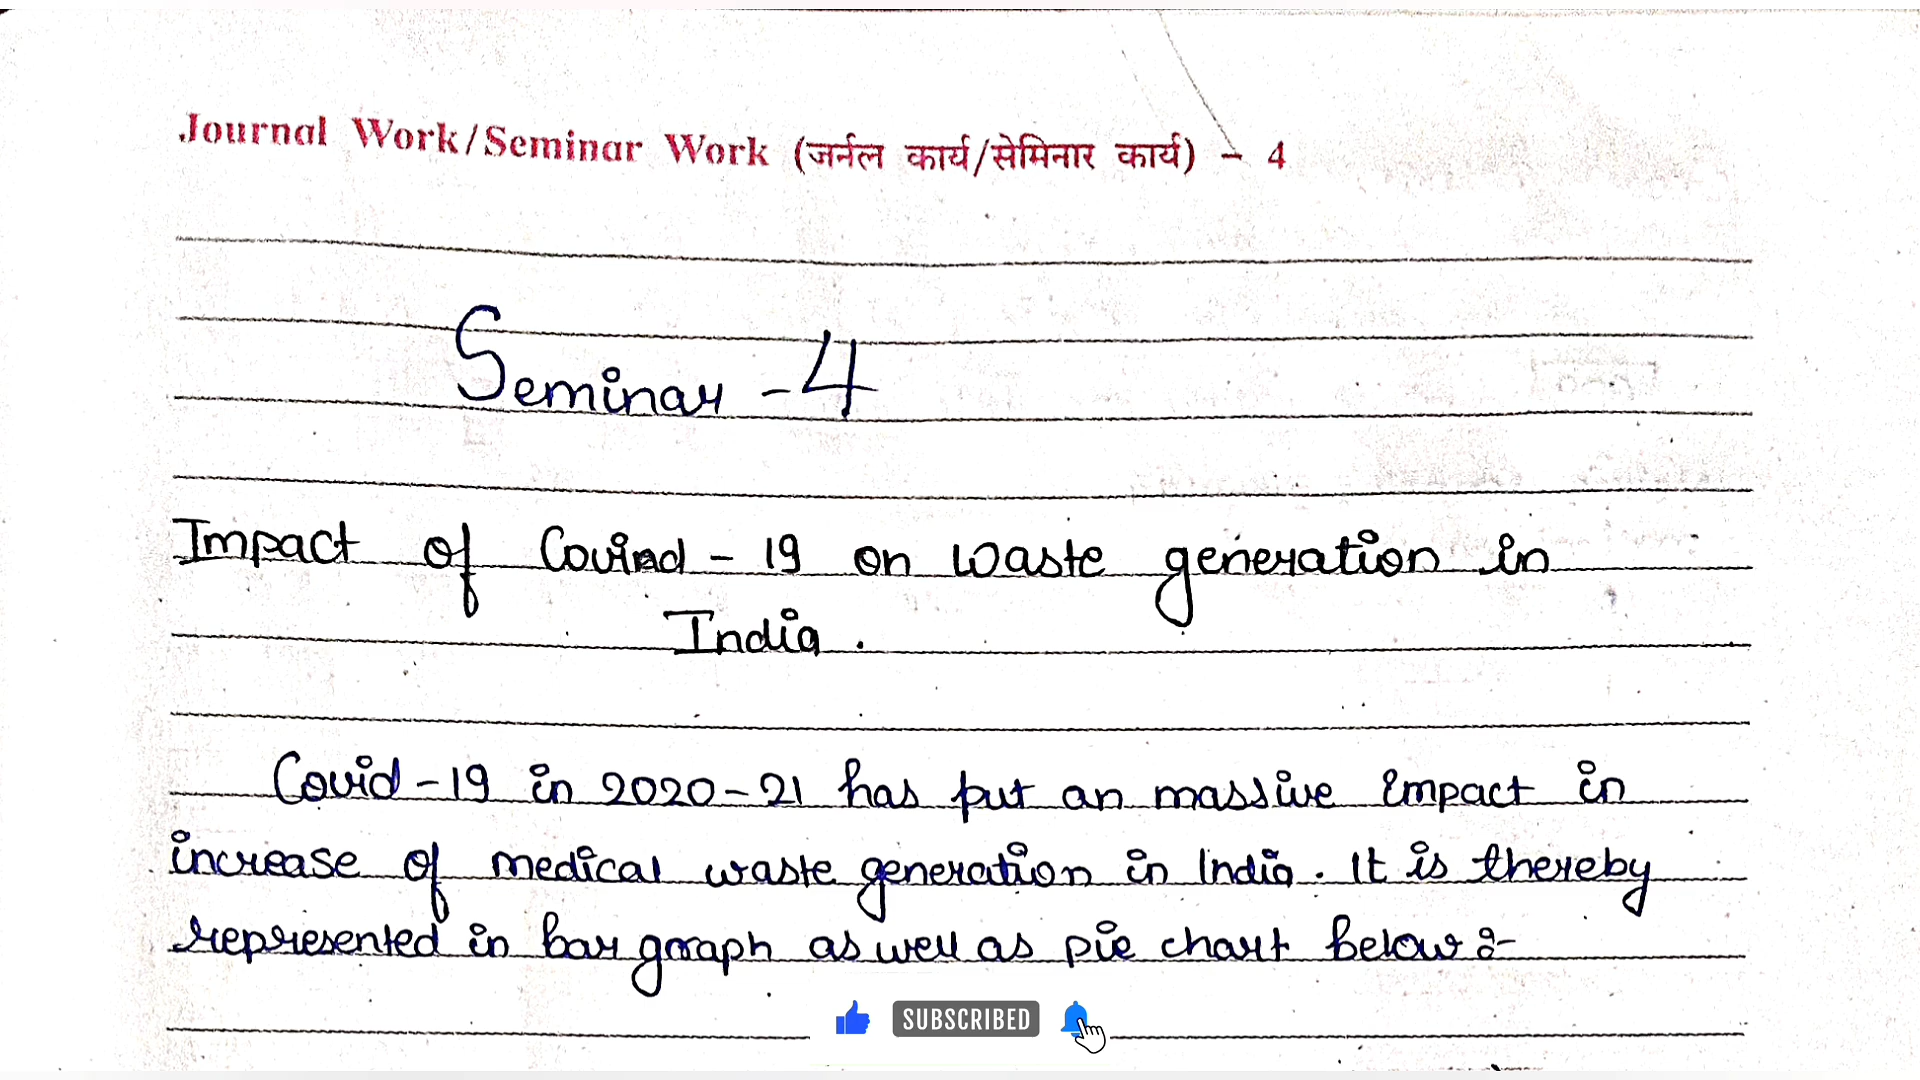 Journal Work/Seminar Work (जर्नल कार्य/सेमिनार कार्य) - 4
Seminar - 4
Impact of Covind - 19 on waste generation in
India.
Covid-19 in 2020-21 has put an massive impact in
increase of medical waste generation in India. It is thereby
represented in bar graph as well as pie chart below :-
SUBSCRIBED